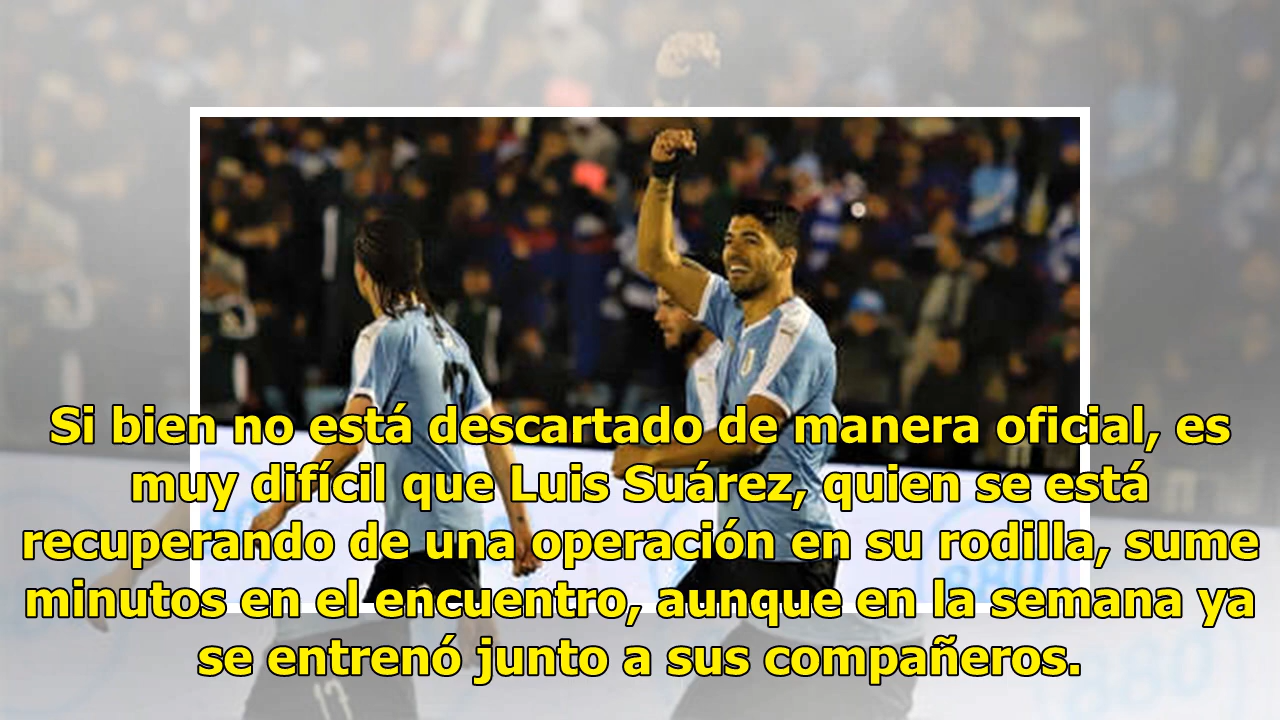 Si bien no está descartado de manera oficial, es
muy difícil que Luis Suárez, quien se está
recuperando de una operación en su rodilla, sume
minutos en el encuentro, aunque en la semana ya
se entrenó junto a sus compañeros.